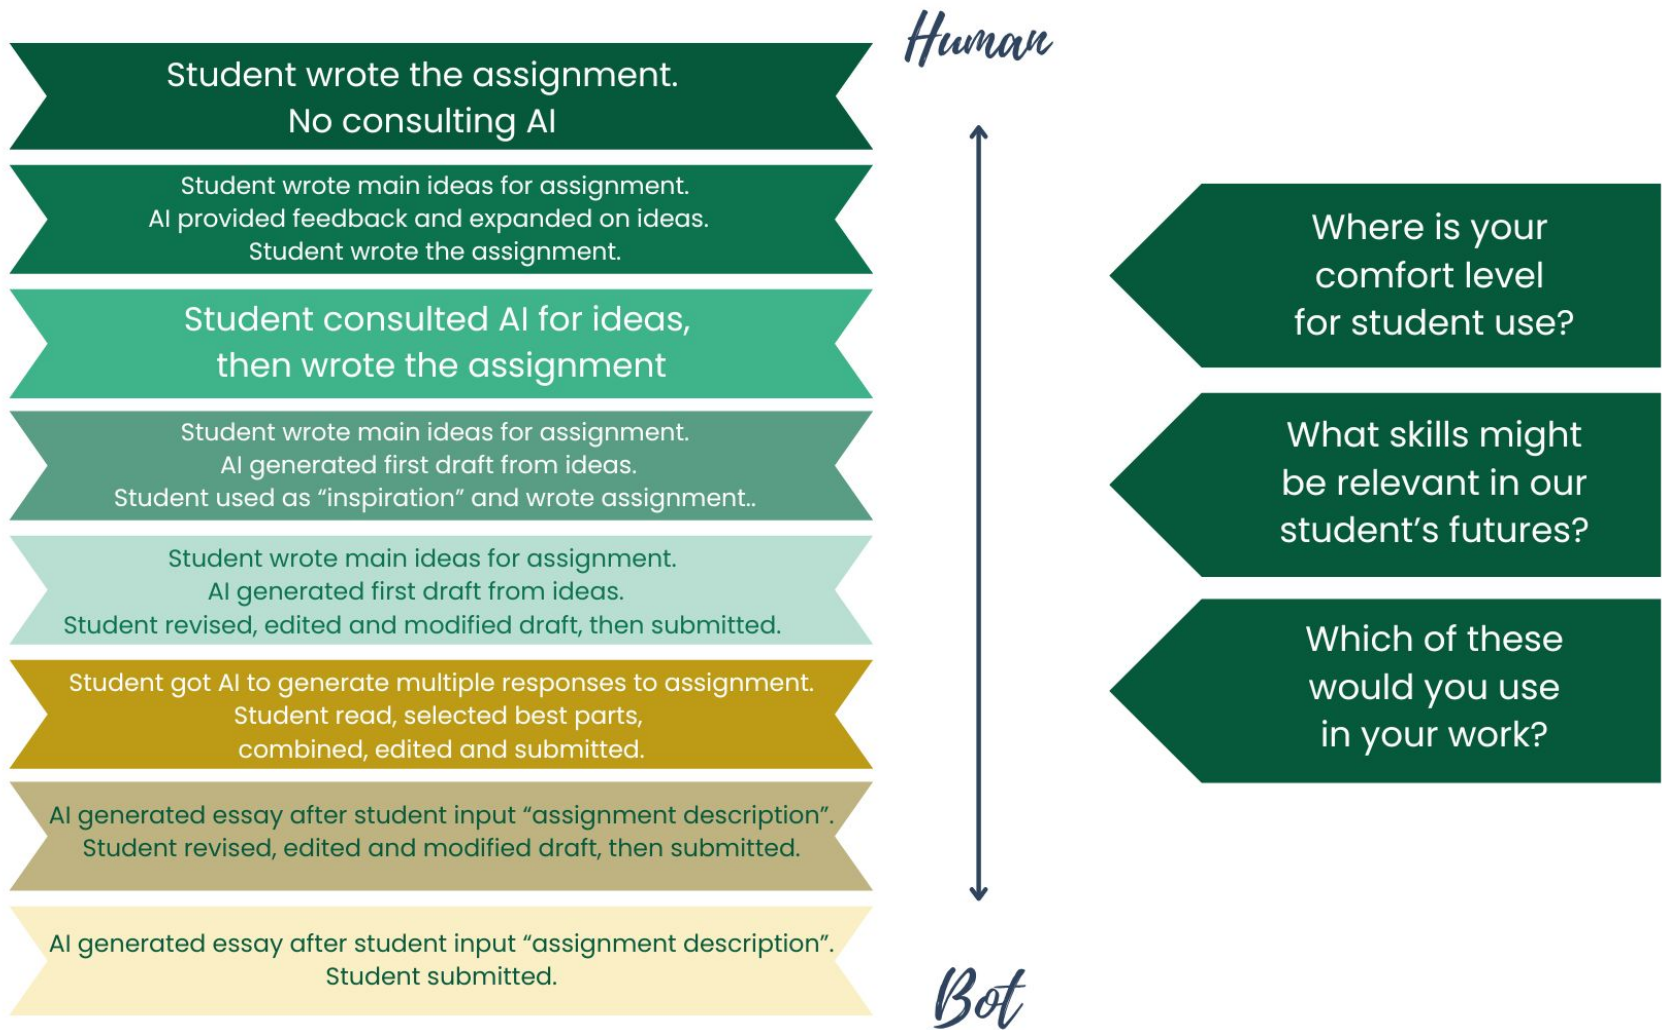 Human
Student wrote the assignment.
No consulting AI
Student wrote main ideas for assignment.
AI provided feedback and expanded on ideas.
Student wrote the assignment.
Student consulted AI for ideas,
then wrote the assignment
Student wrote main ideas for assignment.
AI generated first draft from ideas.
Student used as “inspiration” and wrote assignment..
Student wrote main ideas for assignment.
AI generated first draft from ideas.
Student revised, edited and modified draft, then submitted.
Student got AI to generate multiple responses to assignment.
Student read, selected best parts,
combined, edited and submitted.
AI generated essay after student input “assignment description”.
Student revised, edited and modified draft, then submitted.
AI generated essay after student input “assignment description”.
Student submitted.
Bot
Where is your
comfort level
for student use?
What skills might
be relevant in our
student’s futures?
Which of these
would you use
in your work?